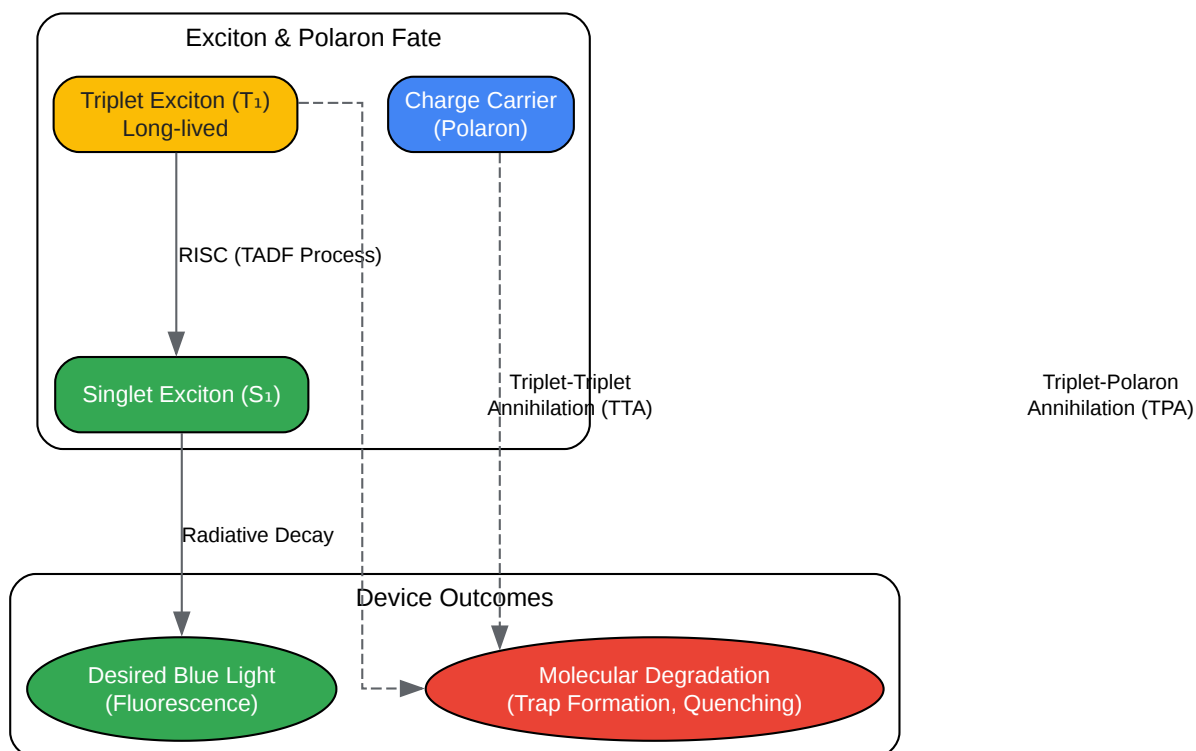 Exciton & Polaron Fate
Triplet Exciton (T₁)
Long-lived
Charge Carrier
(Polaron)
RISC (TADF Process)
Singlet Exciton (S₁)
Triplet-Triplet
Annihilation (TTA)
Triplet-Polaron
Annihilation (TPA)
Radiative Decay
Device Outcomes
Desired Blue Light
(Fluorescence)
Molecular Degradation
(Trap Formation, Quenching)